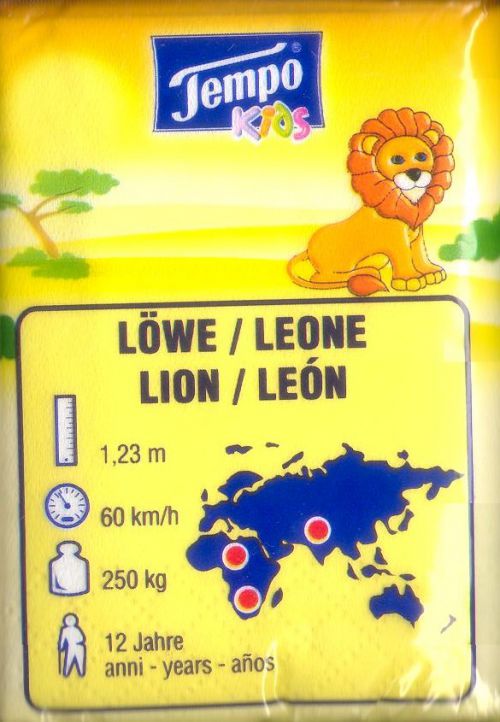 Tempo
Kids
LÖWE / LEONE
LION / LEÓN
1,23 m
60 km/h
250 kg
12 Jahre
anni - years - años